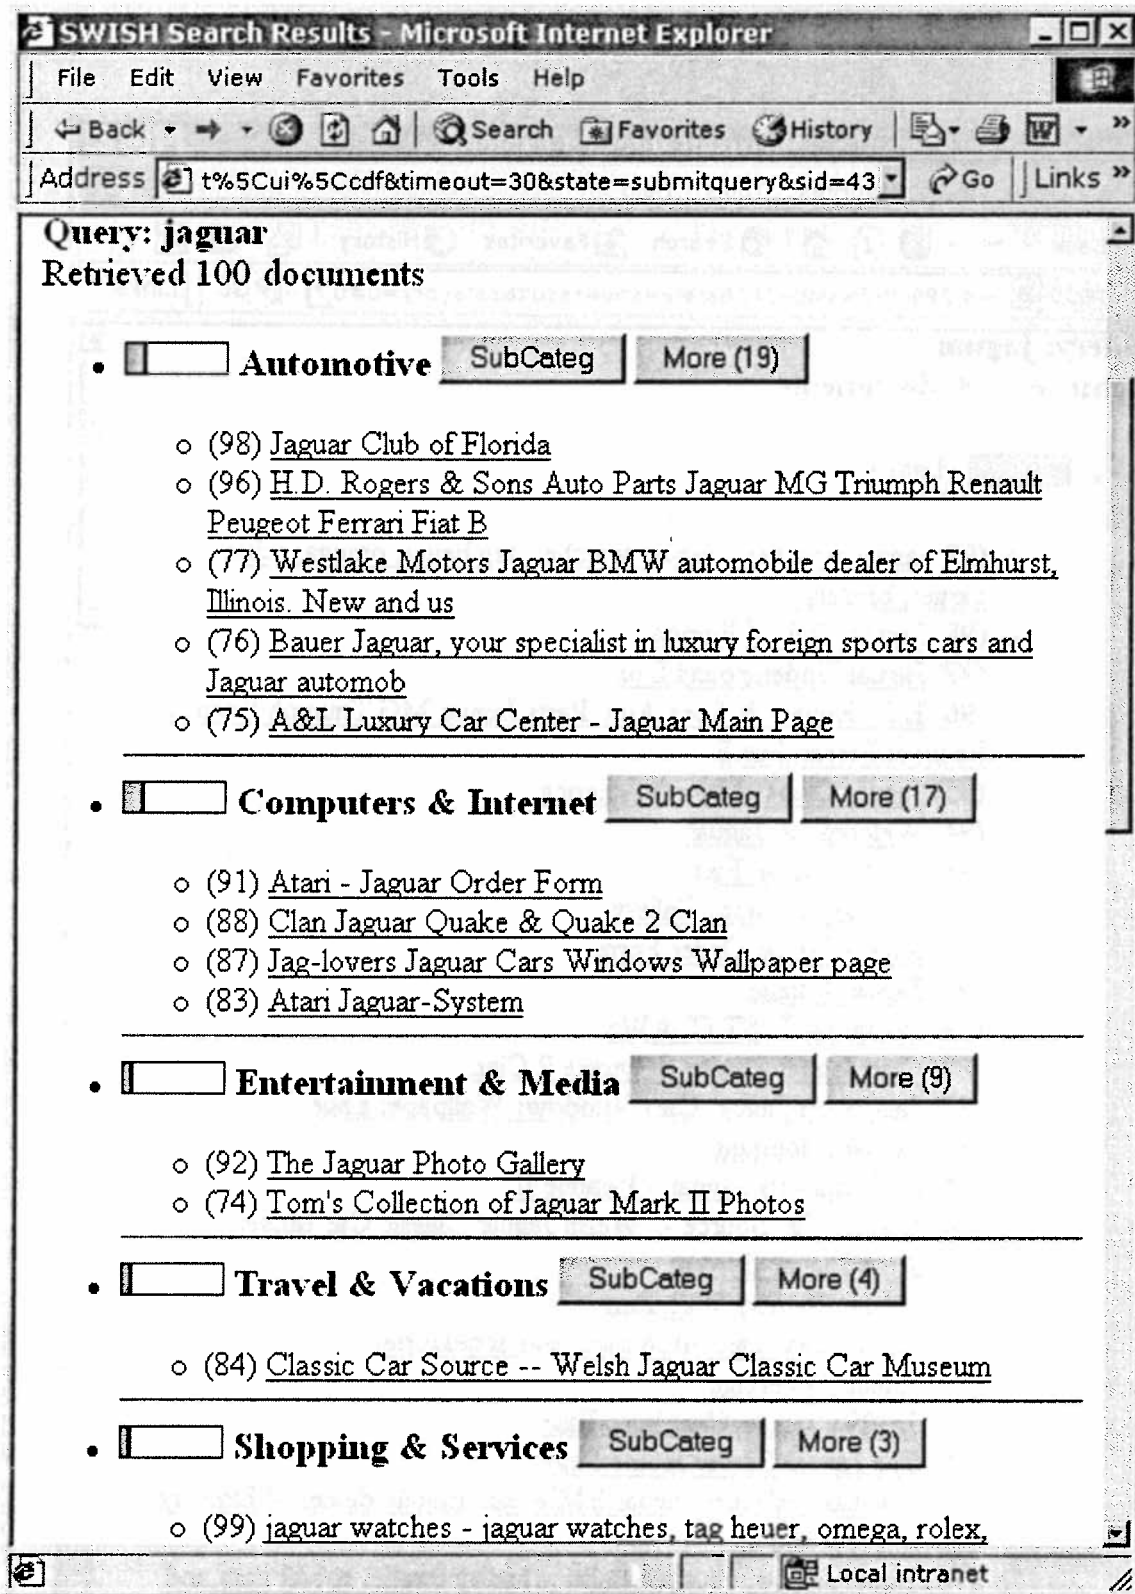 SWISH Search Results - Microsoft Internet Explorer
File Edit View Favorites Tools Help
Back Search Favorites History »
Address t%5Cui%5Ccdf&timeout=30&state=submitquery&sid=43 Go Links »
Query: jaguar
Retrieved 100 documents
Automotive SubCateg More (19)
(98) Jaguar Club of Florida
(96) H.D. Rogers & Sons Auto Parts Jaguar MG Triumph Renault
Peugeot Ferrari Fiat B
(77) Westlake Motors Jaguar BMW automobile dealer of Elmhurst,
Illinois. New and us
(76) Bauer Jaguar, your specialist in luxury foreign sports cars and
Jaguar automob
(75) A&L Luxury Car Center - Jaguar Main Page
Computers & Internet SubCateg More (17)
(91) Atari - Jaguar Order Form
(88) Clan Jaguar Quake & Quake 2 Clan
(87) Jag-lovers Jaguar Cars Windows Wallpaper page
(83) Atari Jaguar-System
Entertainment & Media SubCateg More (9)
(92) The Jaguar Photo Gallery
(74) Tom's Collection of Jaguar Mark II Photos
Travel & Vacations SubCateg More (4)
(84) Classic Car Source -- Welsh Jaguar Classic Car Museum
Shopping & Services SubCateg More (3)
(99) jaguar watches - jaguar watches, tag heuer, omega, rolex,
Local intranet